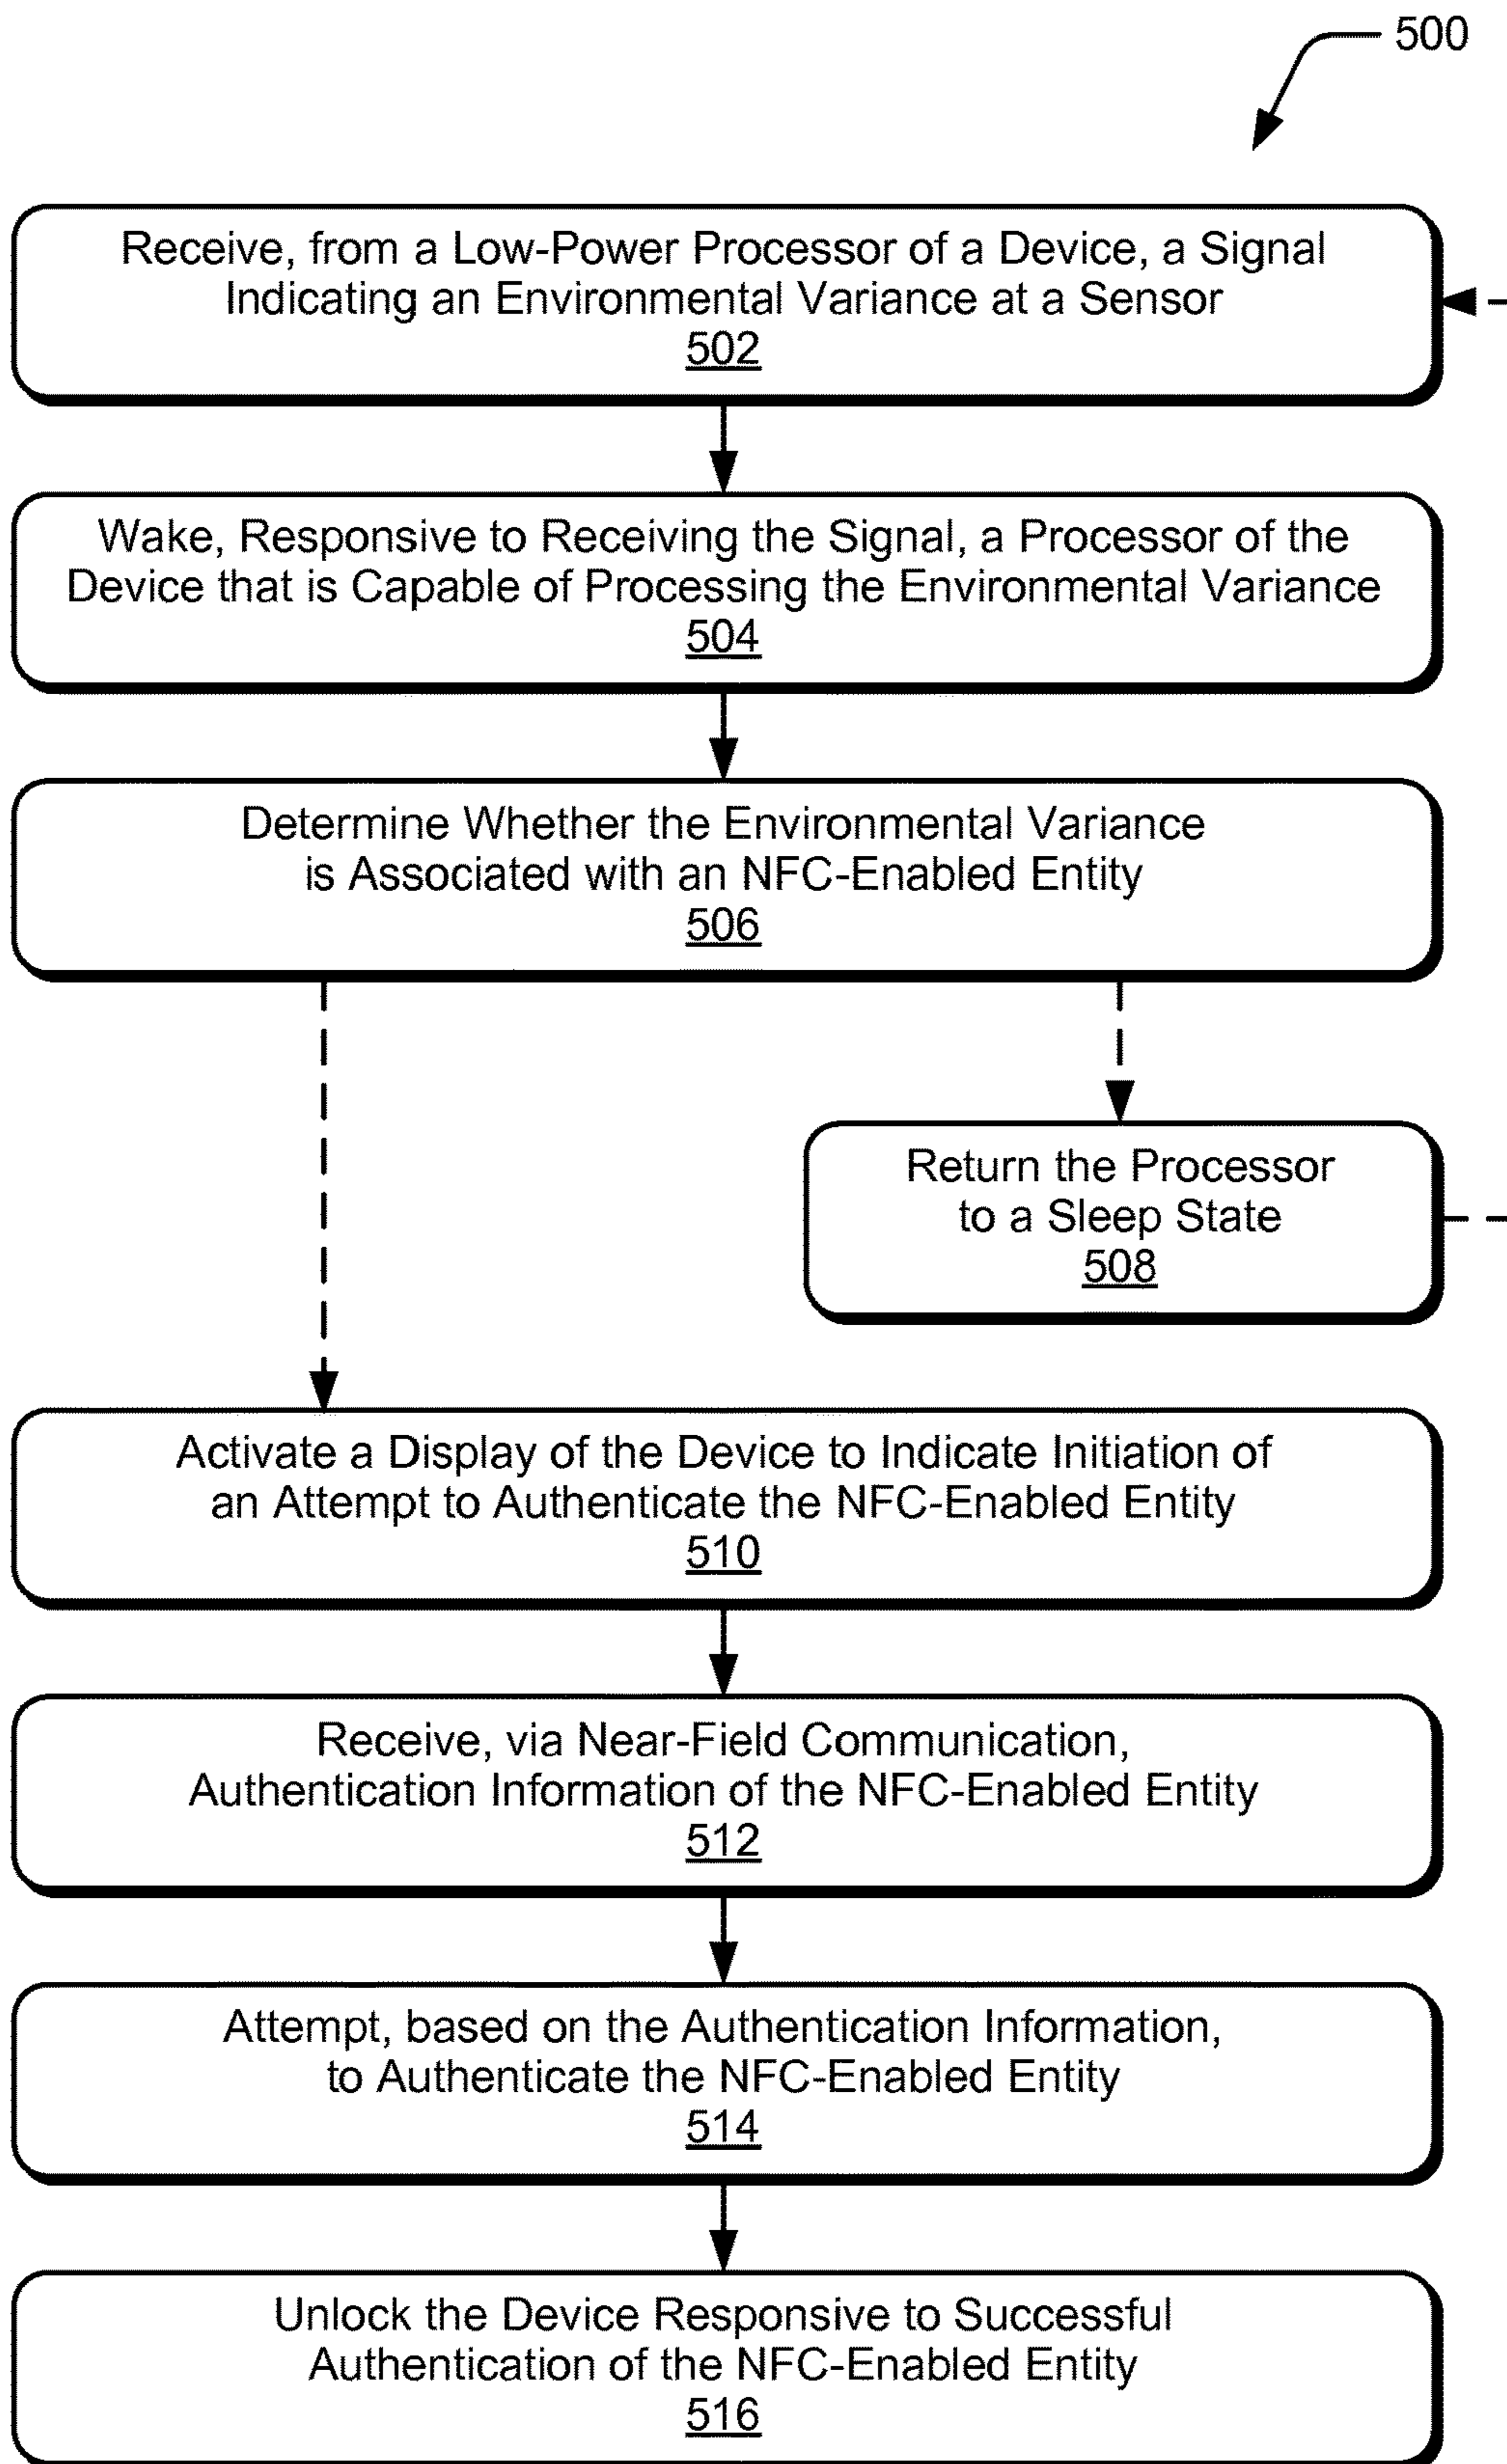 500
Receive, from a Low-Power Processor of a Device, a Signal
Indicating an Environmental Variance at a Sensor
502
Wake, Responsive to Receiving the Signal, a Processor of the
Device that is Capable of Processing the Environmental Variance
504
Determine Whether the Environmental Variance
is Associated with an NFC-Enabled Entity
506
Return the Processor
to a Sleep State
508
Activate a Display of the Device to Indicate Initiation of
an Attempt to Authenticate the NFC-Enabled Entity
510
Receive, via Near-Field Communication,
Authentication Information of the NFC-Enabled Entity
512
Attempt, based on the Authentication Information,
to Authenticate the NFC-Enabled Entity
514
Unlock the Device Responsive to Successful
Authentication of the NFC-Enabled Entity
516